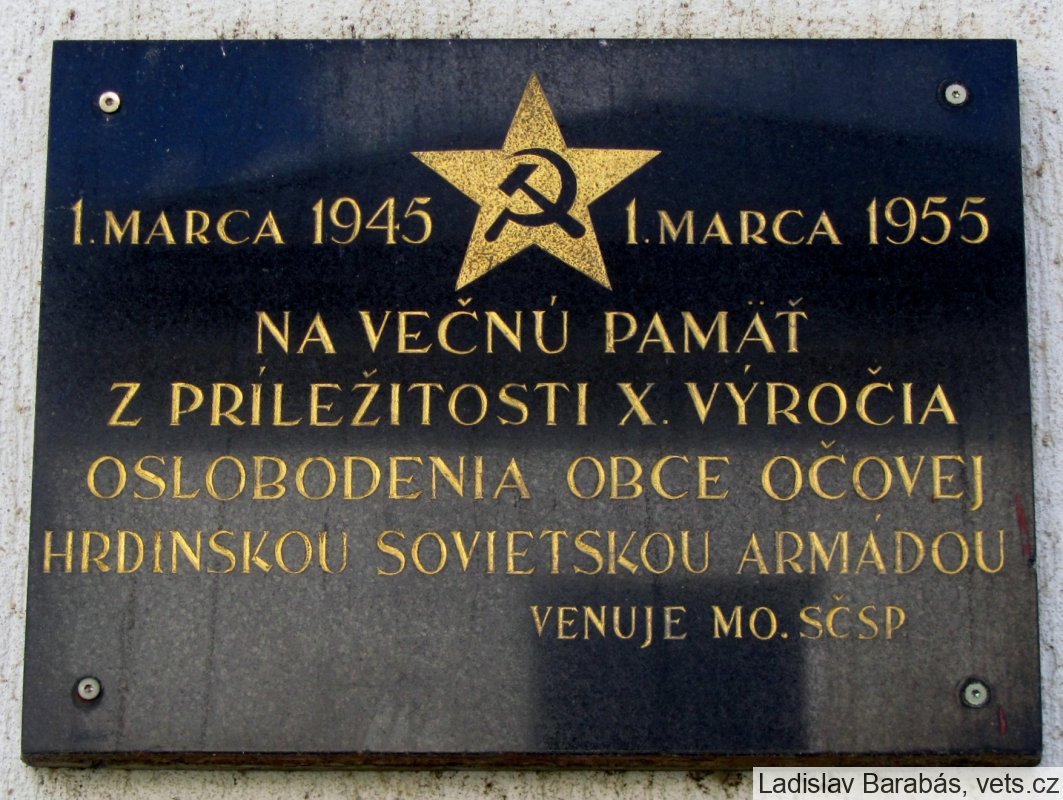 1. MARCA 1945 1. MARCA 1955
NA VEČNÚ PAMÄŤ
Z PRÍLEŽITOSTI X. VÝROČIA
OSLOBODENIA OBCE OČOVEJ
HRDINSKOU SOVIETSKOU ARMÁDOU
VENUJE MO. SČSP
Ladislav Barabás, vets.cz